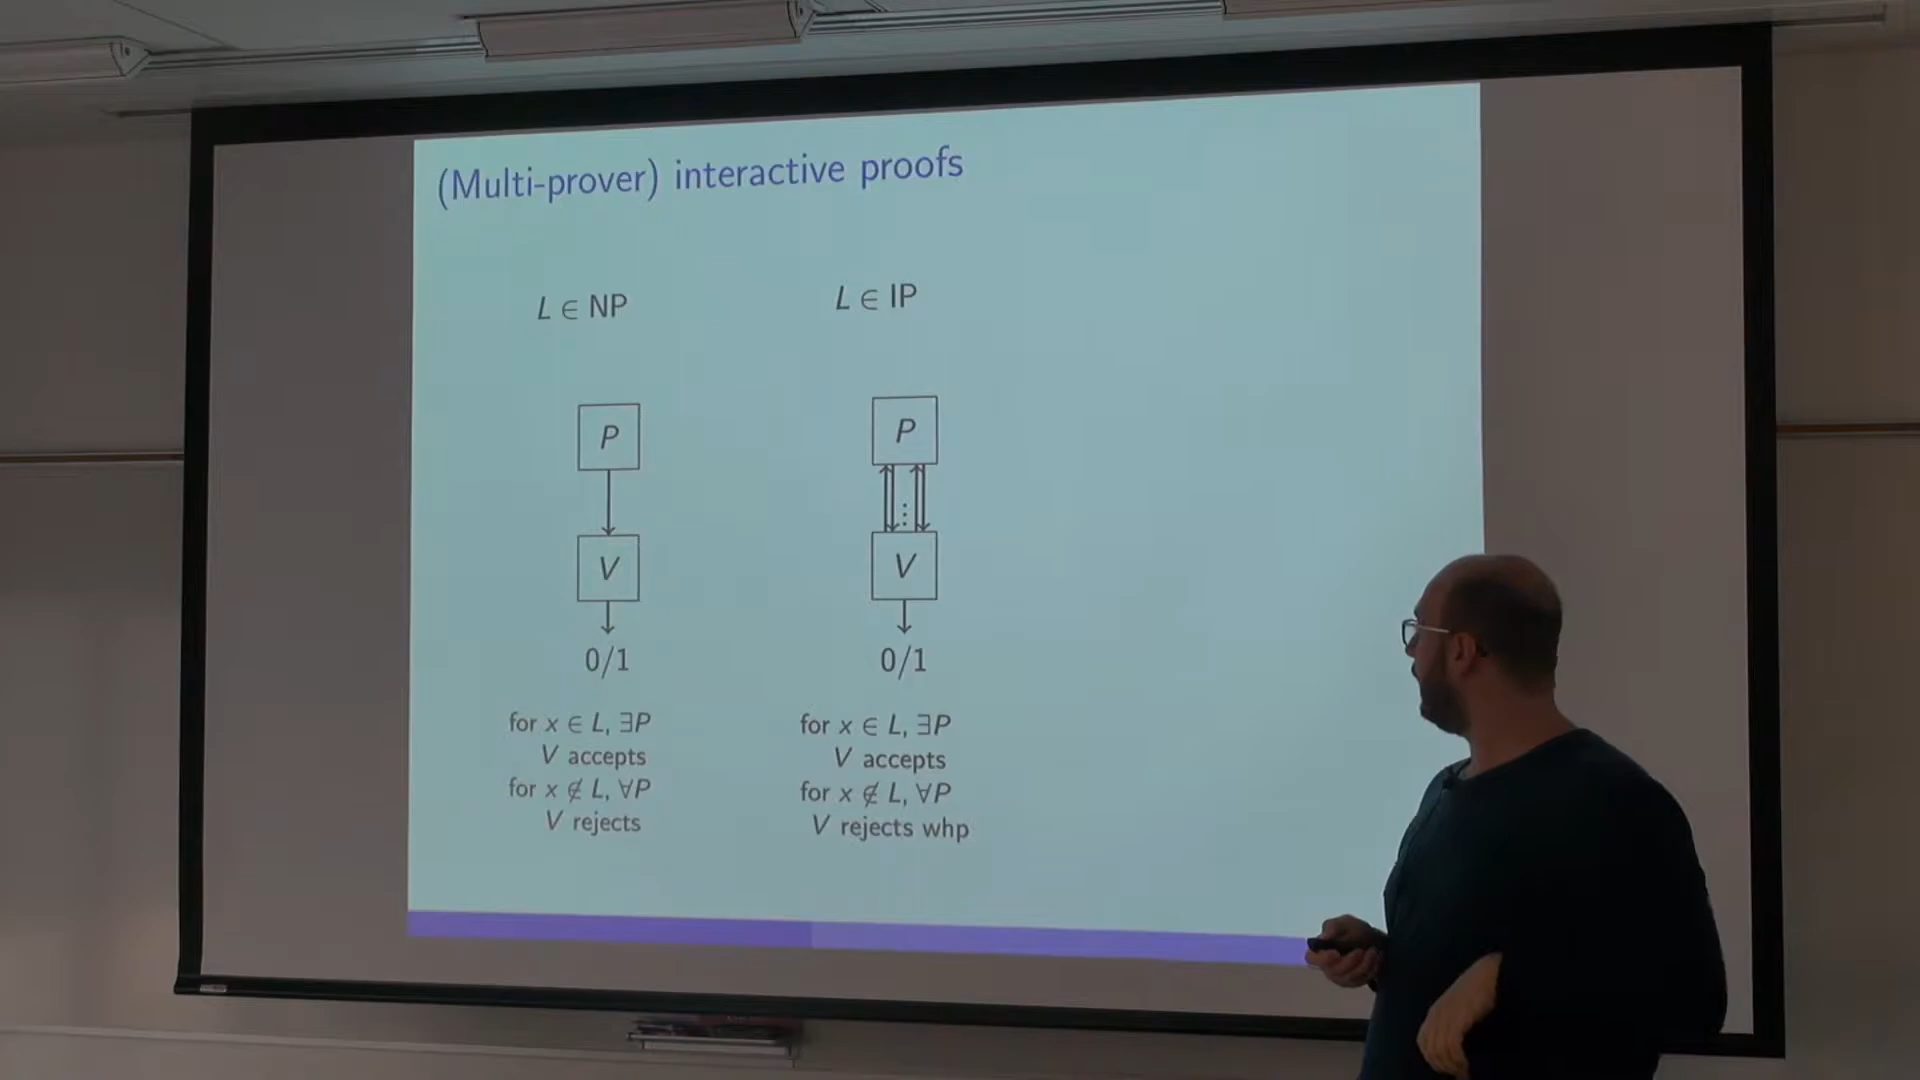 (Multi-prover) interactive proofs
L ∈ NP
P
V
0/1
for x ∈ L, ∃P
V accepts
for x ∉ L, ∀P
V rejects
L ∈ IP
P
⋮
V
0/1
for x ∈ L, ∃P
V accepts
for x ∉ L, ∀P
V rejects whp